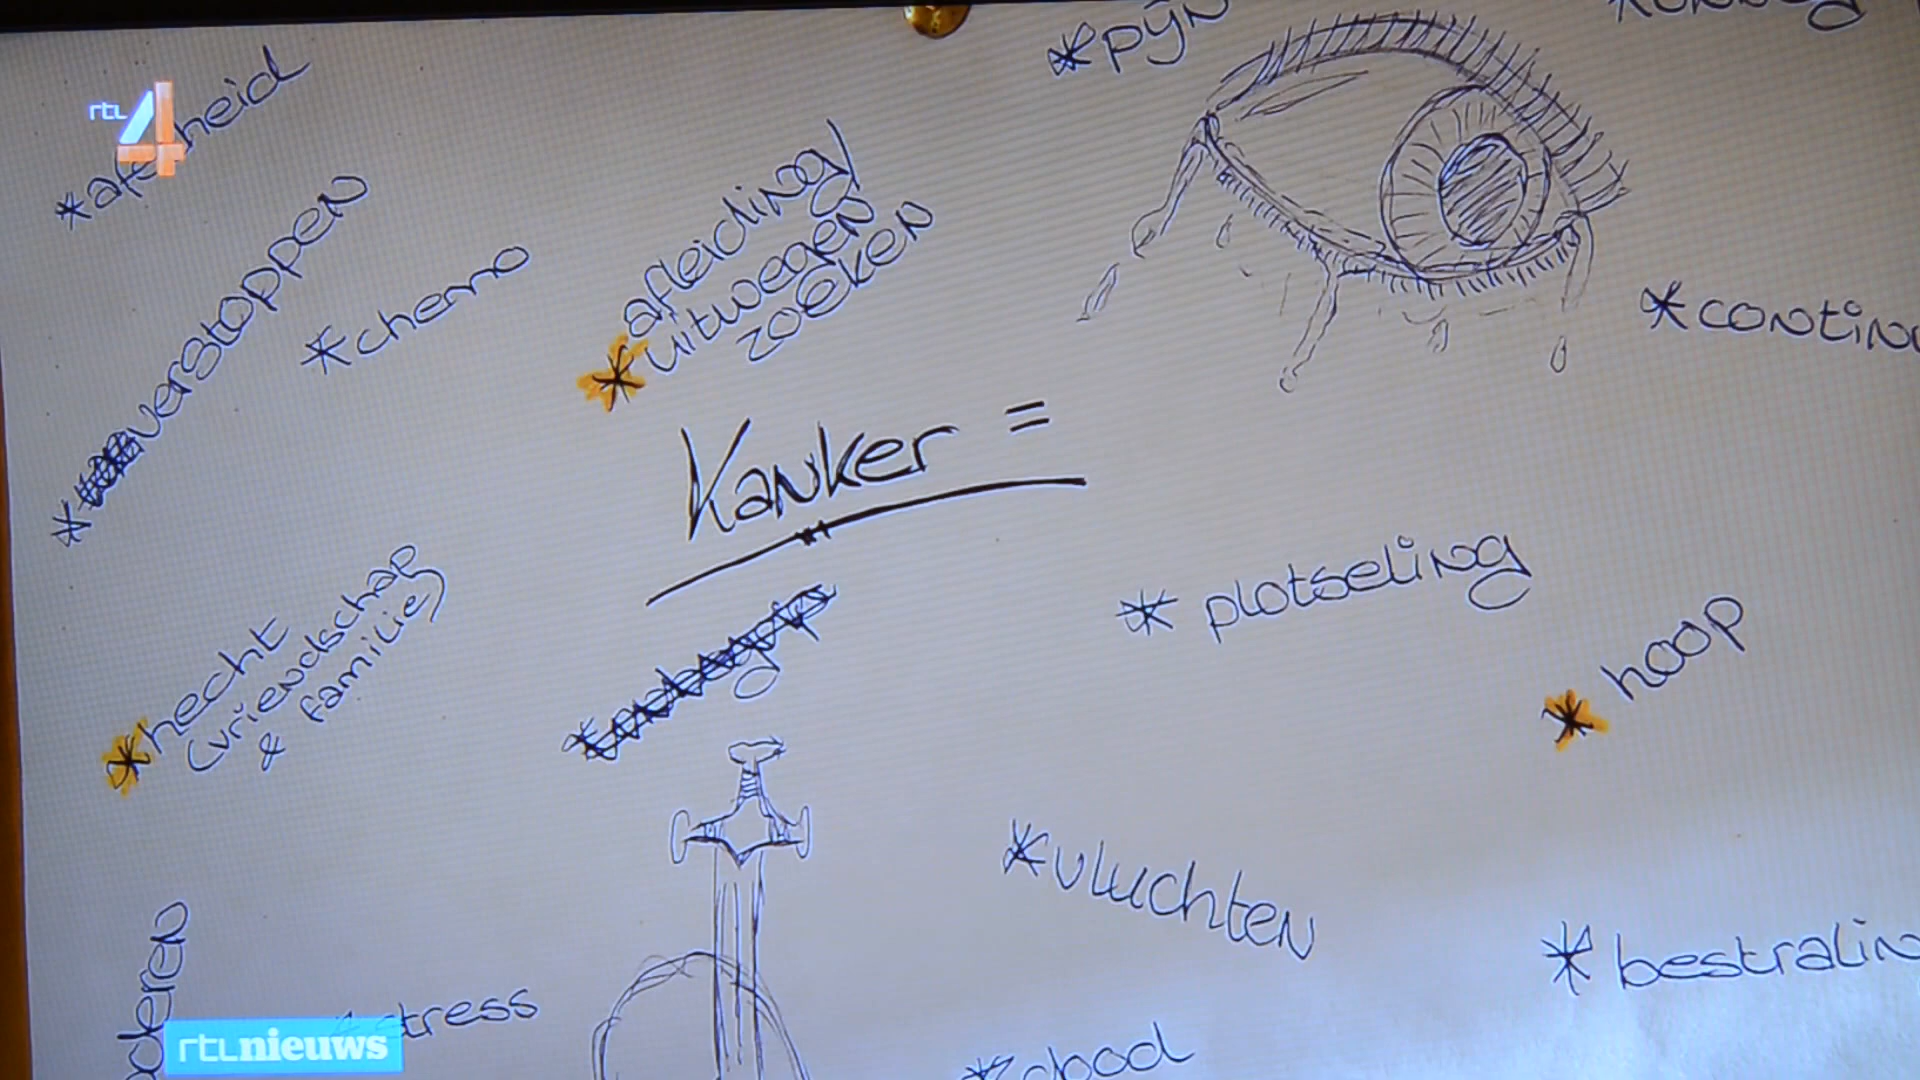 *pijn
rtl 4
*verstoppen
*chemo
afleiding/
*uitwegen
zoeken
*continu
Kanker =
*hecht
(vriendschap
& familie)
* plotseling
* hoop
*vluchten
* bestralin
*stress
*dood
rtlnieuws